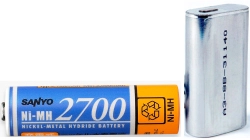 SANYO
Ni-MH 2700
NICKEL-METAL HYDRIDE BATTERY
Ni-MH